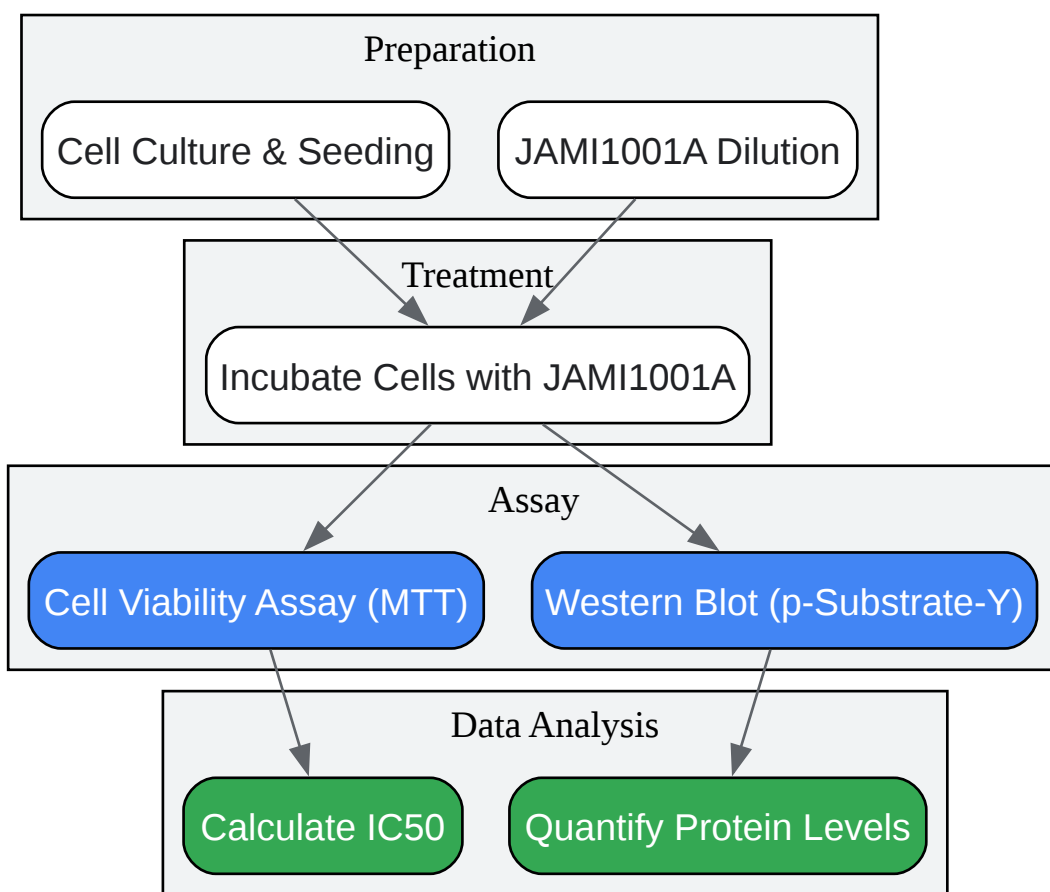 Preparation
Cell Culture & Seeding
JAMI1001A Dilution
Treatment
Incubate Cells with JAMI1001A
Assay
Cell Viability Assay (MTT)
Western Blot (p-Substrate-Y)
Data Analysis
Calculate IC50
Quantify Protein Levels